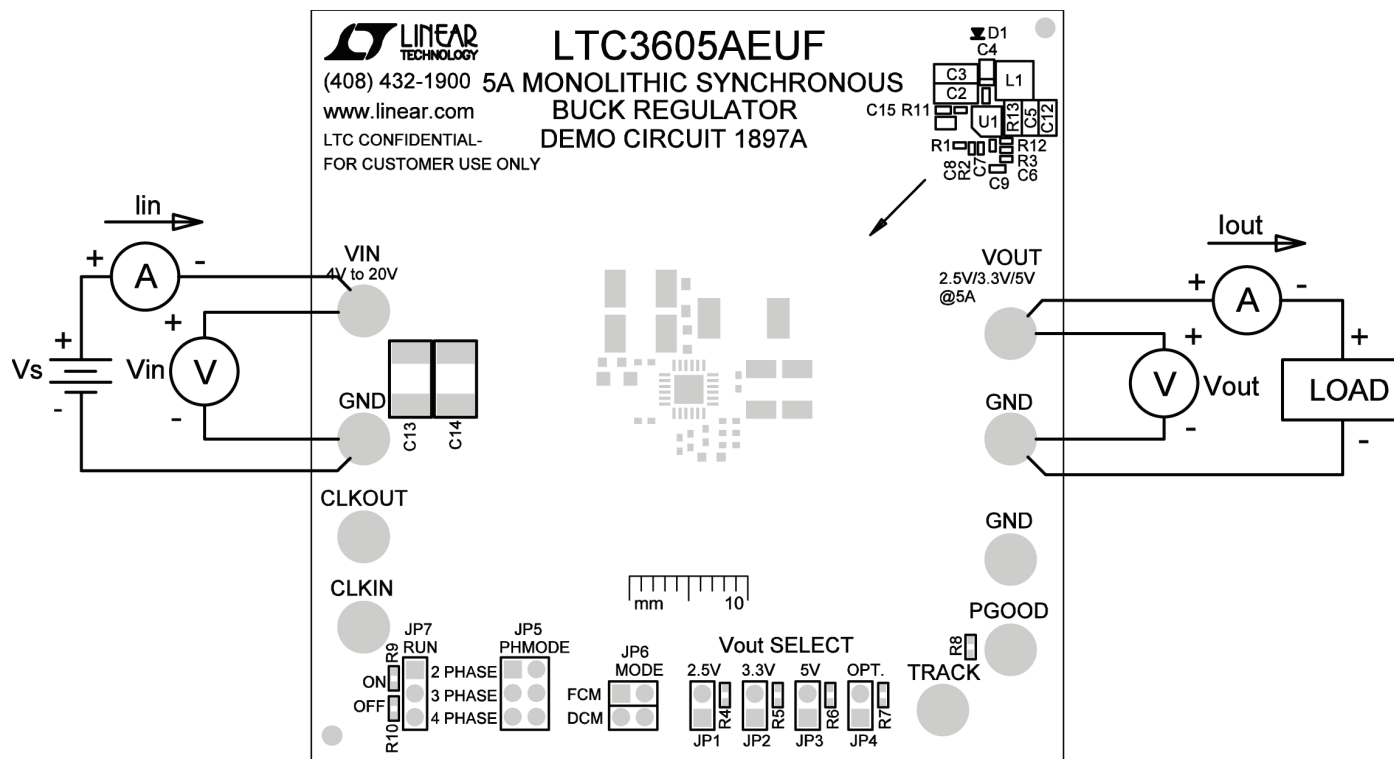 LINEAR
TECHNOLOGY
(408) 432-1900
www.linear.com
LTC CONFIDENTIAL-
FOR CUSTOMER USE ONLY
LTC3605AEUF
5A MONOLITHIC SYNCHRONOUS
BUCK REGULATOR
DEMO CIRCUIT 1897A
D1
C4
C3
L1
C2
C15 R11
U1
R13
C5
C12
R1
R12
R3
C6
C8
R2
C7
C9
Iin
+ A -
VIN
4V to 20V
+
+
Vs
Vin
V
-
-
GND
C13
C14
Iout
VOUT
2.5V/3.3V/5V
@5A
+ A -
+
+
V
Vout
LOAD
-
-
GND
CLKOUT
GND
CLKIN
mm 10
PGOOD
R8
TRACK
JP7
RUN
R9
ON
OFF
R10
JP5
PHMODE
2 PHASE
3 PHASE
4 PHASE
JP6
MODE
FCM
DCM
Vout SELECT
2.5V
3.3V
5V
OPT.
R4
R5
R6
R7
JP1
JP2
JP3
JP4